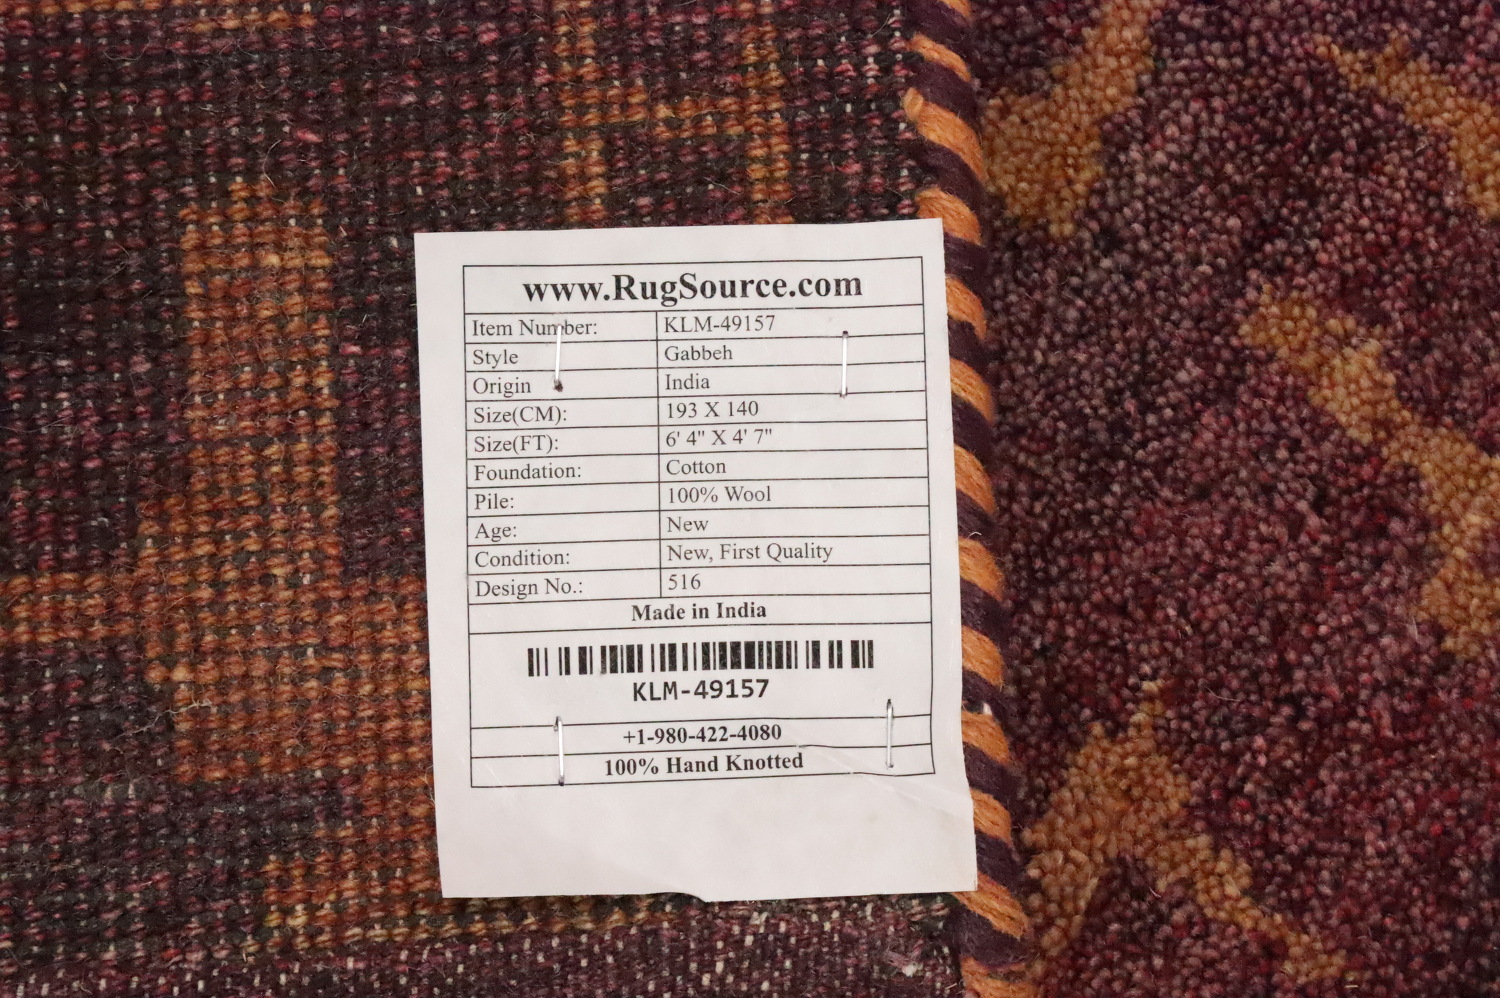 www.RugSource.com
Item Number: KLM-49157
Style Gabbeh
Origin India
Size(CM): 193 X 140
Size(FT): 6' 4" X 4' 7"
Foundation: Cotton
Pile: 100% Wool
Age: New
Condition: New, First Quality
Design No.: 516
Made in India
KLM-49157
+1-980-422-4080
100% Hand Knotted